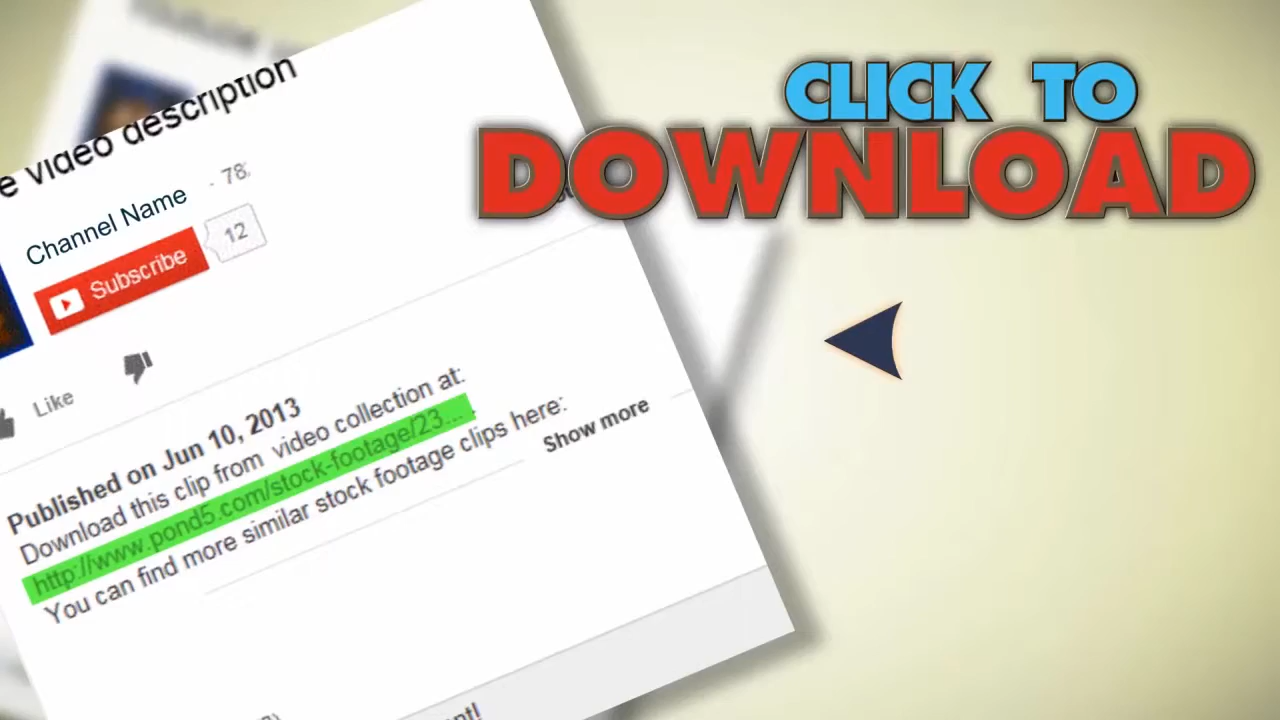 CLICK TO
DOWNLOAD
e video description
Channel Name
Subscribe
12
Like
Published on Jun 10, 2013
Download this clip from video collection at:
http://www.pond5.com/stock-footage/23...
You can find more similar stock footage clips here:
Show more